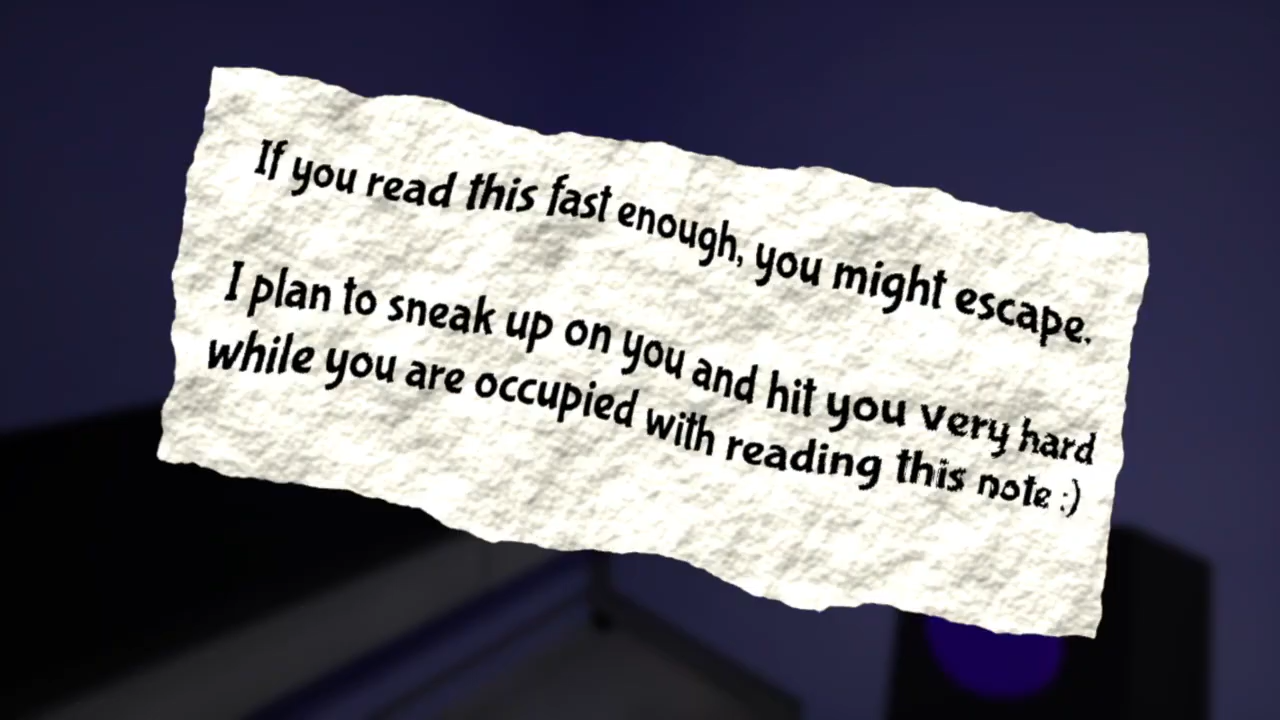 If you read this fast enough, you might escape.
I plan to sneak up on you and hit you very hard
while you are occupied with reading this note :)